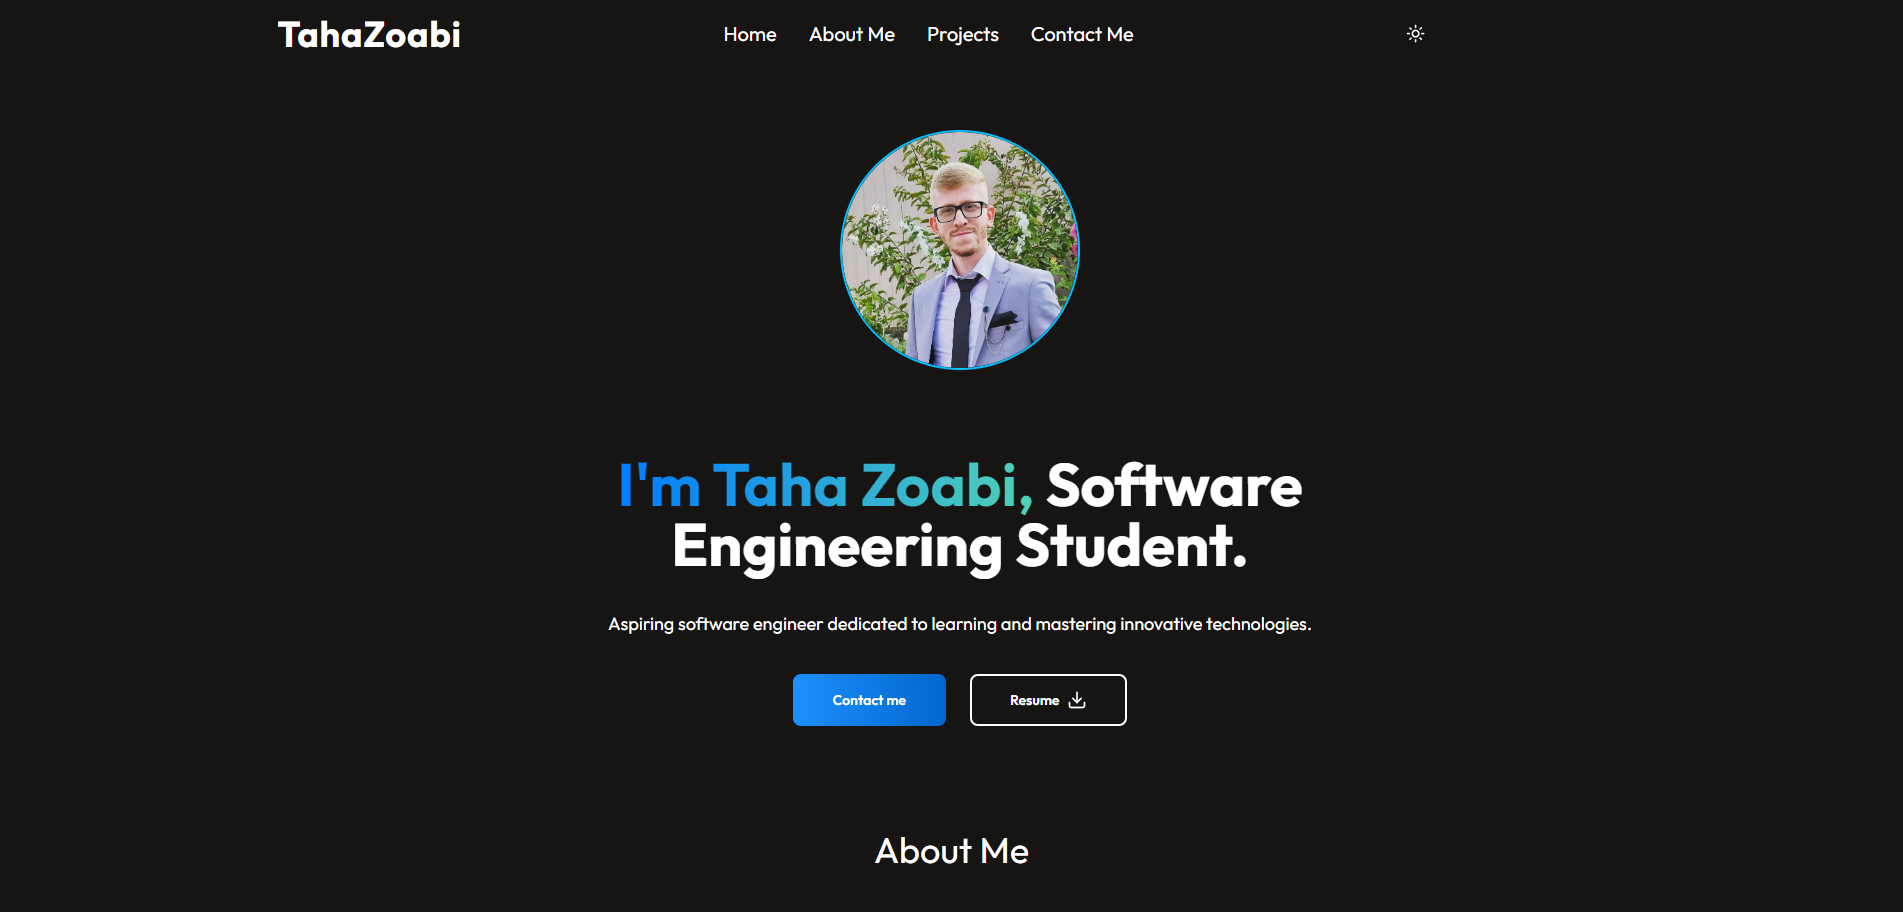 TahaZoabi
Home About Me Projects Contact Me
I'm Taha Zoabi, Software
Engineering Student.
Aspiring software engineer dedicated to learning and mastering innovative technologies.
Contact me
Resume
About Me